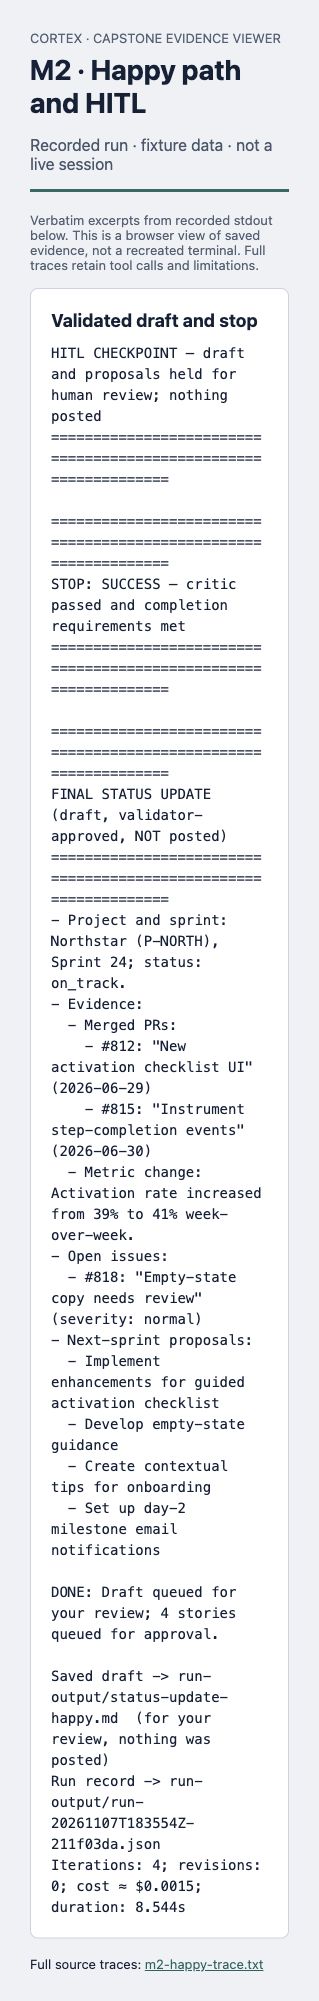 CORTEX · CAPSTONE EVIDENCE VIEWER
M2 · Happy path
and HITL
Recorded run · fixture data · not a
live session
Verbatim excerpts from recorded stdout
below. This is a browser view of saved
evidence, not a recreated terminal. Full
traces retain tool calls and limitations.
Validated draft and stop
HITL CHECKPOINT — draft
and proposals held for
human review; nothing
posted
=========================
=========================
==============
=========================
=========================
==============
STOP: SUCCESS — critic
passed and completion
requirements met
=========================
=========================
==============
=========================
=========================
==============
FINAL STATUS UPDATE
(draft, validator-
approved, NOT posted)
=========================
=========================
==============
- Project and sprint:
Northstar (P-NORTH),
Sprint 24; status:
on_track.
- Evidence:
  - Merged PRs:
    - #812: "New
activation checklist UI"
(2026-06-29)
    - #815: "Instrument
step-completion events"
(2026-06-30)
  - Metric change:
Activation rate increased
from 39% to 41% week-
over-week.
- Open issues:
  - #818: "Empty-state
copy needs review"
(severity: normal)
- Next-sprint proposals:
  - Implement
enhancements for guided
activation checklist
  - Develop empty-state
guidance
  - Create contextual
tips for onboarding
  - Set up day-2
milestone email
notifications
DONE: Draft queued for
your review; 4 stories
queued for approval.
Saved draft -> run-
output/status-update-
happy.md  (for your
review, nothing was
posted)
Run record -> run-
output/run-
20261107T183554Z-
211f03da.json
Iterations: 4; revisions:
0; cost ≈ $0.0015;
duration: 8.544s
Full source traces: m2-happy-trace.txt